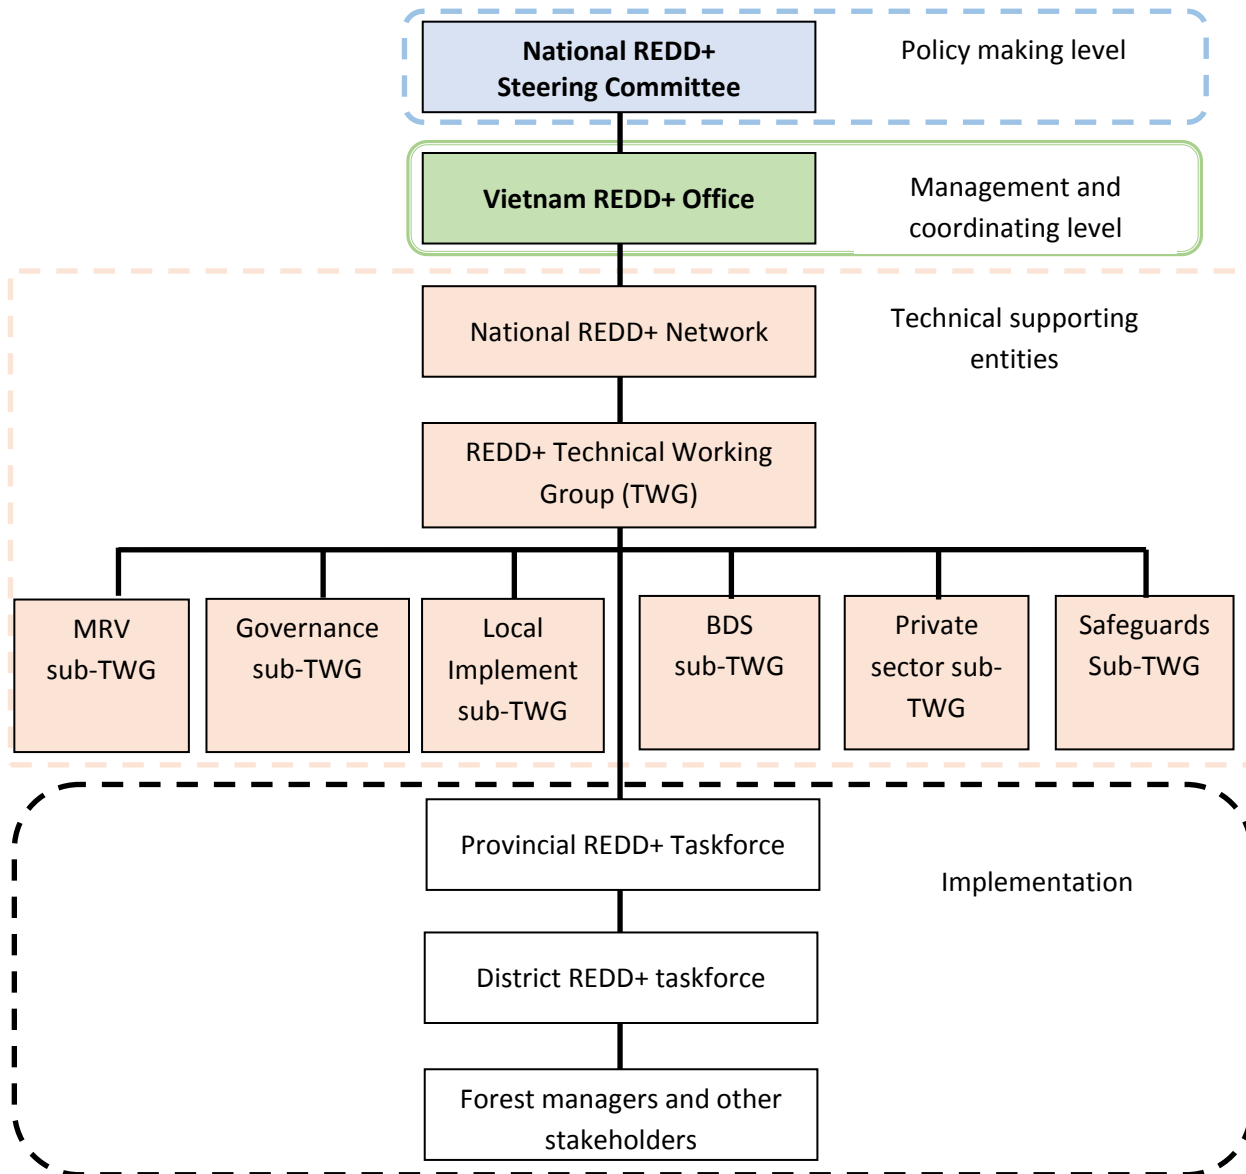 National REDD+
Steering Committee
Policy making level
Vietnam REDD+ Office
Management and
coordinating level
National REDD+ Network
Technical supporting
entities
REDD+ Technical Working
Group (TWG)
MRV
sub-TWG
Governance
sub-TWG
Local
Implement
sub-TWG
BDS
sub-TWG
Private
sector sub-
TWG
Safeguards
Sub-TWG
Provincial REDD+ Taskforce
Implementation
District REDD+ taskforce
Forest managers and other
stakeholders